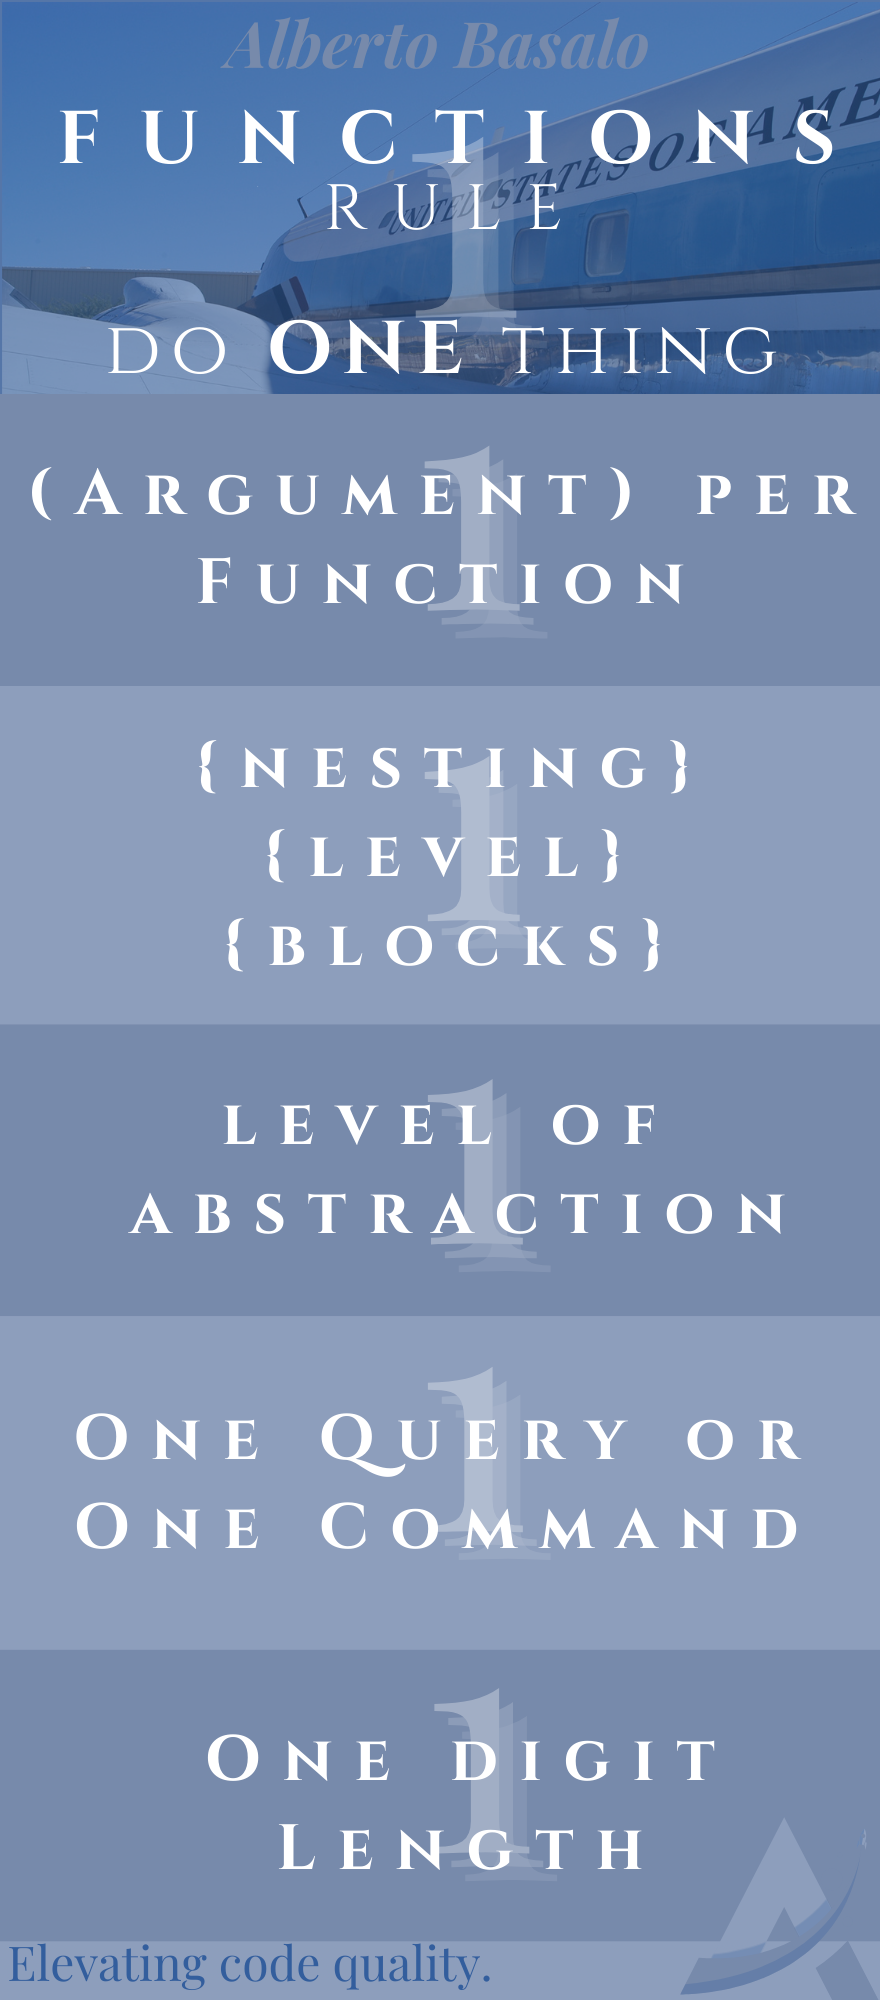 Alberto Basalo
FUNCTIONS
RULE
1
UNITED STATES OF AME
DO ONE THING
1
(ARGUMENT) PER
FUNCTION
1
{NESTING}
{LEVEL}
{BLOCKS}
1
LEVEL OF
ABSTRACTION
1
ONE QUERY OR
ONE COMMAND
1
ONE DIGIT
LENGTH
Elevating code quality.